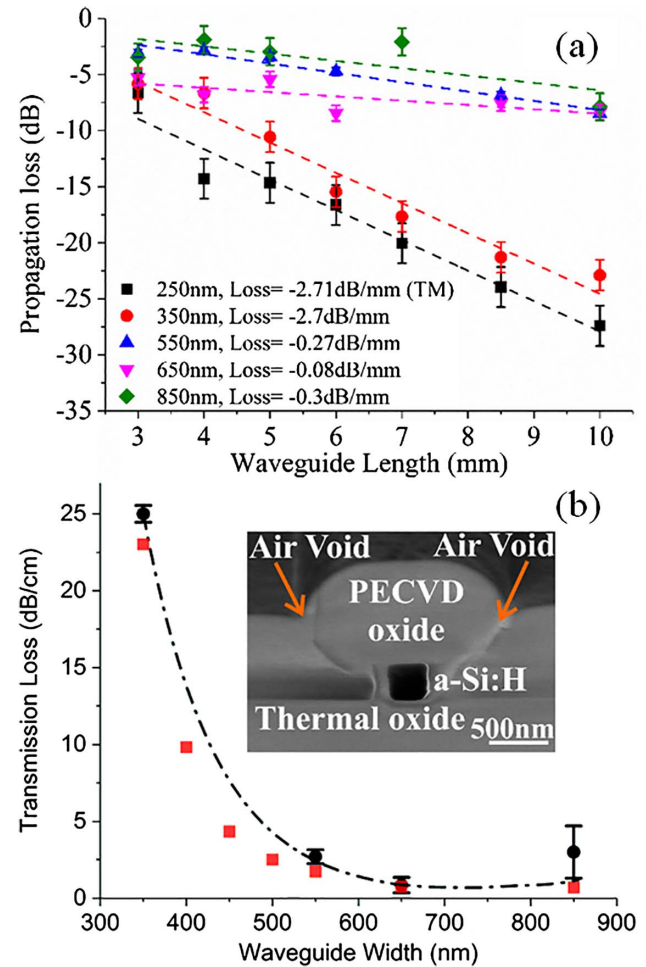 (a)
0
-5
-10
-15
-20
-25
-30
-35
Propagation loss (dB)
250nm, Loss= -2.71dB/mm (TM)
350nm, Loss= -2.7dB/mm
550nm, Loss= -0.27dB/mm
650nm, Loss= -0.08dB/mm
850nm, Loss= -0.3dB/mm
3 4 5 6 7 8 9 10
Waveguide Length (mm)
(b)
25
20
15
10
5
0
Transmission Loss (dB/cm)
Air Void Air Void
PECVD
oxide
a-Si:H
Thermal oxide
500nm
300 400 500 600 700 800 900
Waveguide Width (nm)